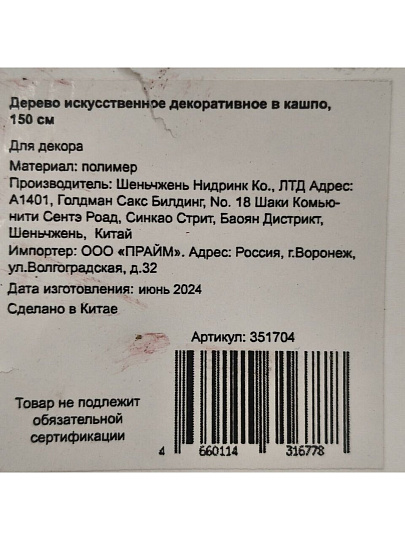 Дерево искусственное декоративное в кашпо,
150 см
Для декора
Материал: полимер
Производитель: Шеньчжень Нидринк Ко., ЛТД Адрес:
А1401, Голдман Сакс Билдинг, No. 18 Шаки Комью-
нити Сентэ Роад, Синкао Стрит, Баоян Дистрикт,
Шеньчжень, Китай
Импортер: ООО «ПРАЙМ». Адрес: Россия, г.Воронеж,
ул.Волгоградская, д.32
Дата изготовления: июнь 2024
Сделано в Китае
Артикул: 351704
Товар не подлежит
обязательной
сертификации
4 660114 316778